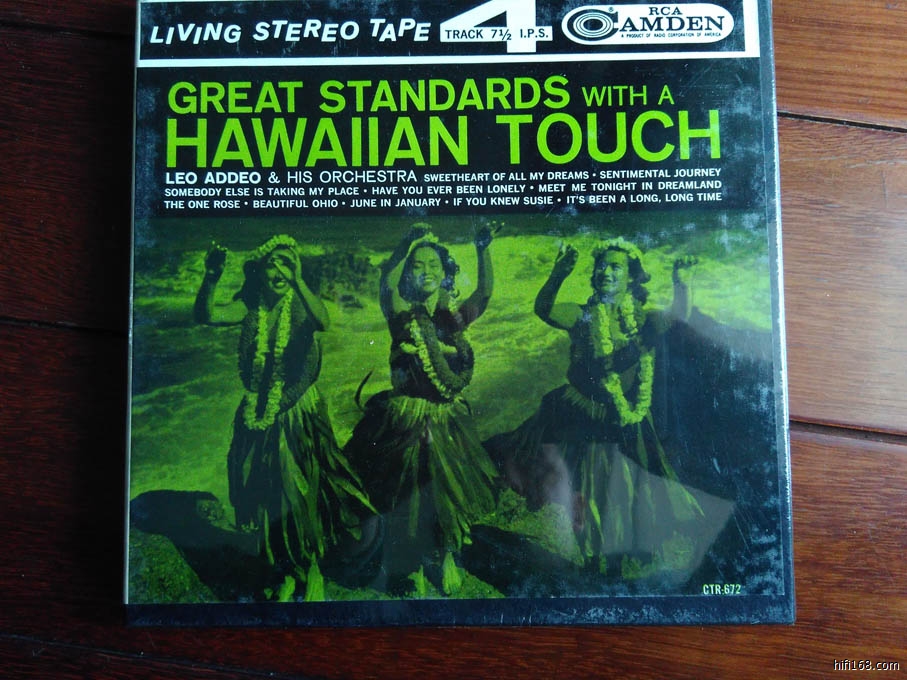 LIVING STEREO TAPE 4 TRACK 7½ I.P.S. RCA CAMDEN
A PRODUCT OF RADIO CORPORATION OF AMERICA
GREAT STANDARDS WITH A
HAWAIIAN TOUCH
LEO ADDEO & HIS ORCHESTRA SWEETHEART OF ALL MY DREAMS • SENTIMENTAL JOURNEY
SOMEBODY ELSE IS TAKING MY PLACE • HAVE YOU EVER BEEN LONELY • MEET ME TONIGHT IN DREAMLAND
THE ONE ROSE • BEAUTIFUL OHIO • JUNE IN JANUARY • IF YOU KNEW SUSIE • IT'S BEEN A LONG, LONG TIME
CTR-672
hifi168.com